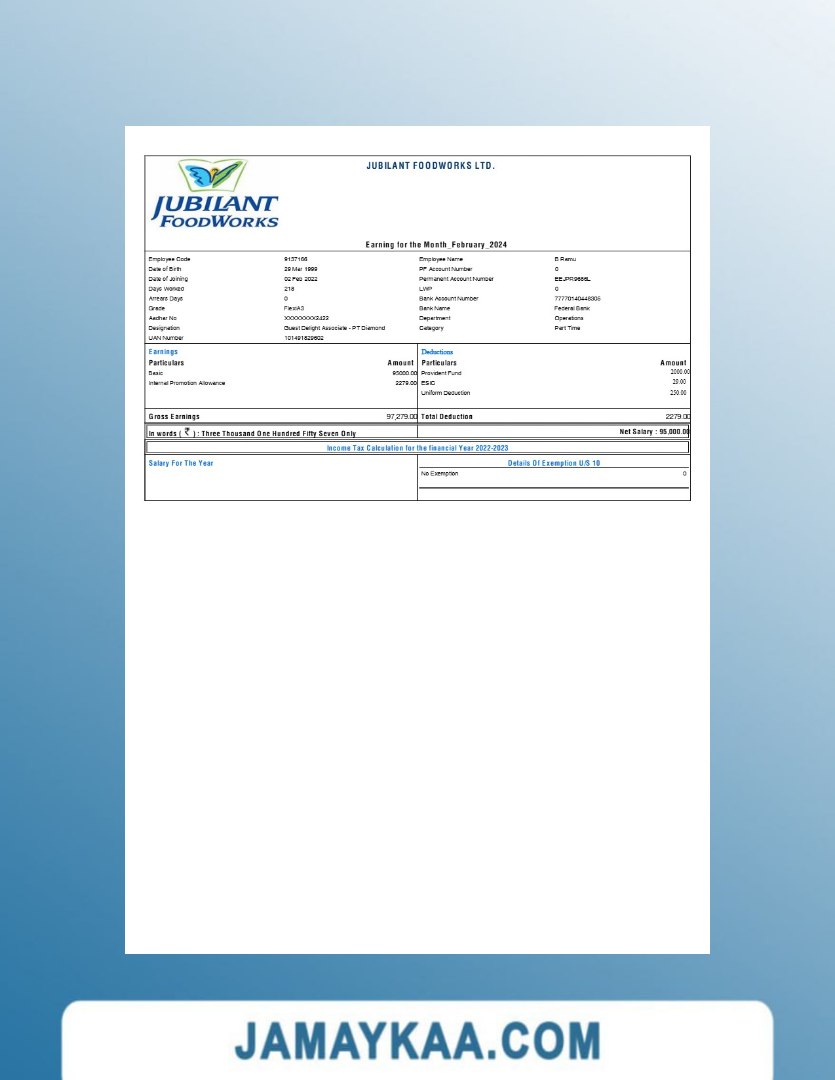 JUBILANT FOODWORKS LTD.
JUBILANT
FOODWORKS
Earning for the Month_February_2024
Employee Code 9137166 Employee Name B Ramu
Date of Birth 29 Mar 1999 PF Account Number 0
Date of Joining 02 Feb 2022 Permanent Account Number EEJPR9686L
Days Worked 218 LWP 0
Arrears Days 0 Bank Account Number 77770140448305
Grade FlexiA3 Bank Name Federal Bank
Aadhar No XXXXXXXX2423 Department Operations
Designation Guest Delight Associate - PT Diamond Category Part Time
UAN Number 101491829602
Earnings Deductions
Particulars Amount Particulars Amount
Basic 95000.00 Provident Fund 2000.00
Internal Promotion Allowance 2279.00 ESIC 29.00
Uniform Deduction 250.00
Gross Earnings 97,279.00 Total Deduction 2279.00
In words ( ₹ ) : Three Thousand One Hundred Fifty Seven Only Net Salary : 95,000.00
Income Tax Calculation for the financial Year 2022-2023
Salary For The Year Details Of Exemption U/S 10
No Exemption 0
JAMAYKAA.COM